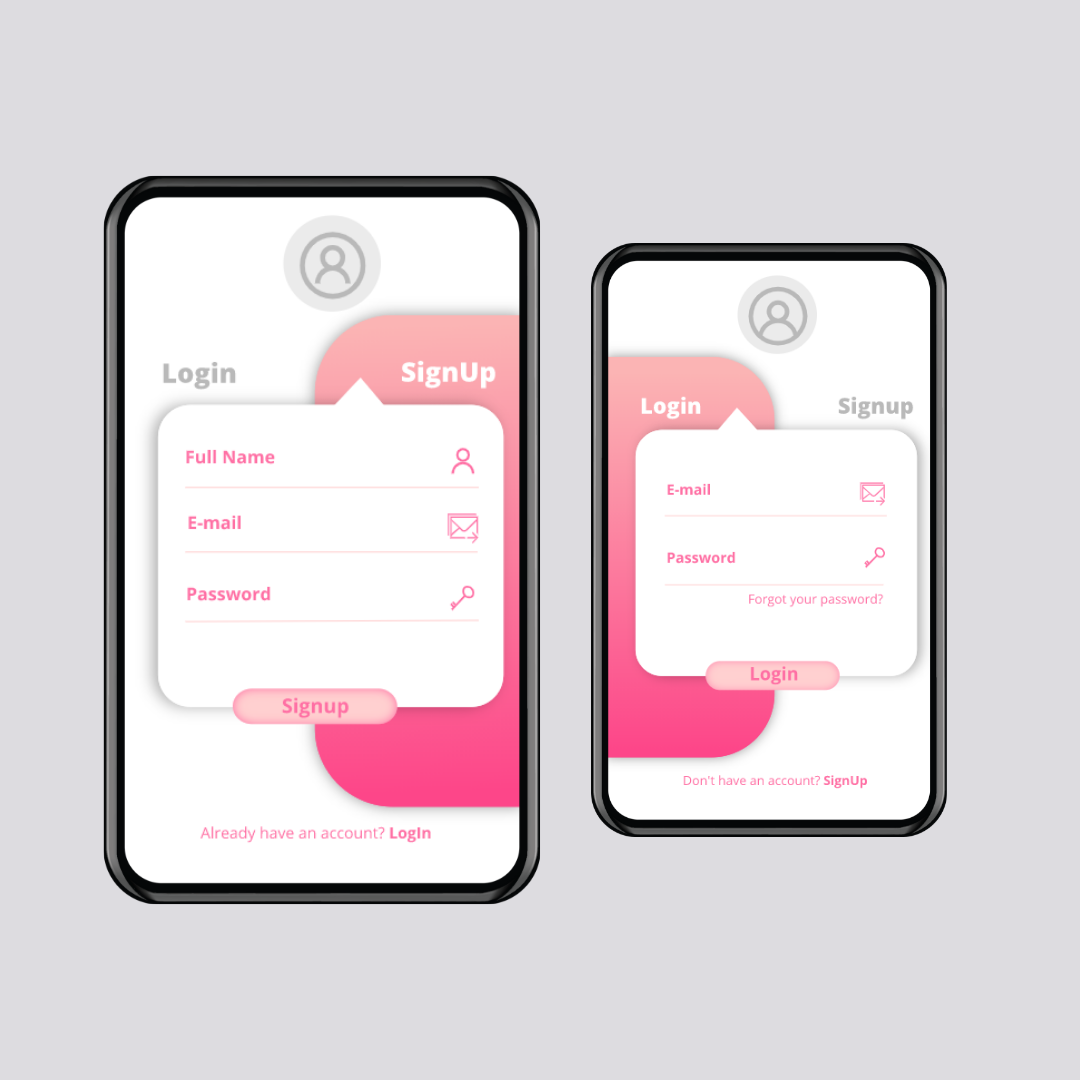 Login
SignUp
Full Name
E-mail
Password
Signup
Already have an account? LogIn
Login
Signup
E-mail
Password
Forgot your password?
Login
Don't have an account? SignUp